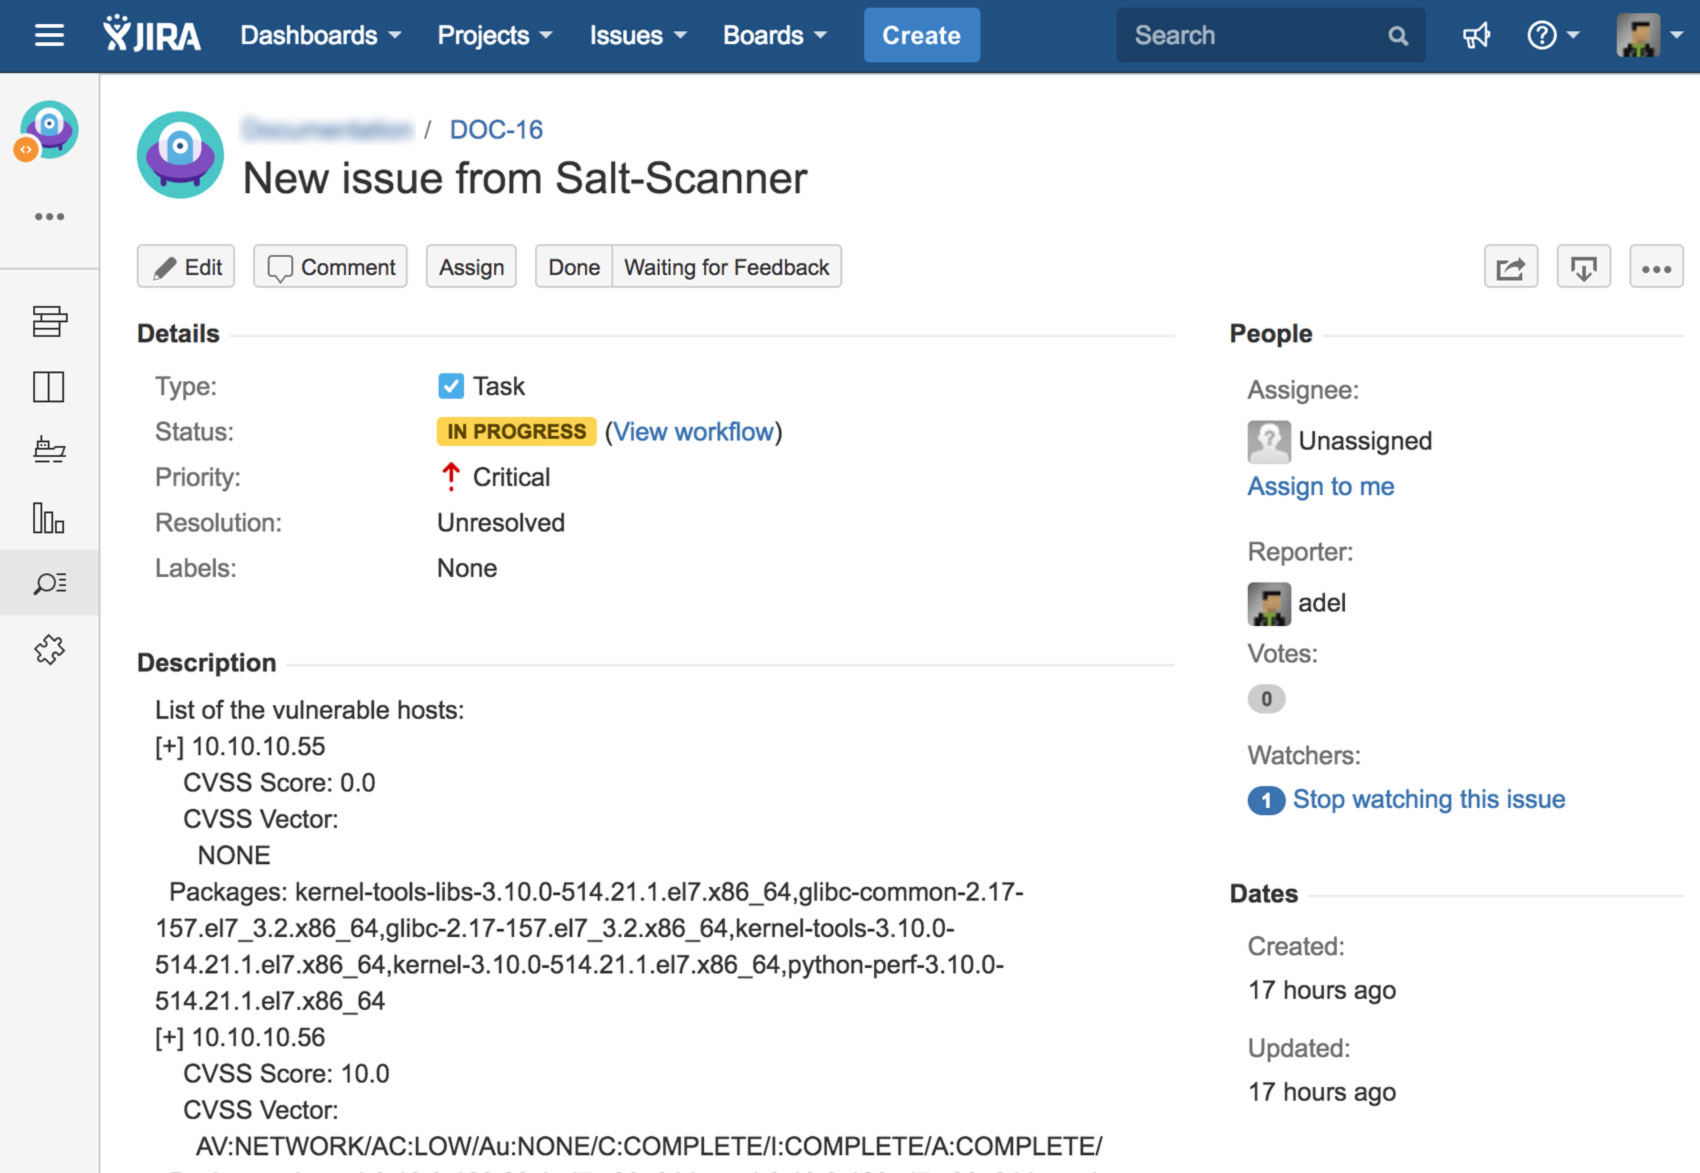 JIRA Dashboards Projects Issues Boards Create Search
/ DOC-16
New issue from Salt-Scanner
Edit Comment Assign Done Waiting for Feedback
Details
Type: Task
Status: IN PROGRESS (View workflow)
Priority: Critical
Resolution: Unresolved
Labels: None
Description
List of the vulnerable hosts:
[+] 10.10.10.55
CVSS Score: 0.0
CVSS Vector:
NONE
Packages: kernel-tools-libs-3.10.0-514.21.1.el7.x86_64,glibc-common-2.17-
157.el7_3.2.x86_64,glibc-2.17-157.el7_3.2.x86_64,kernel-tools-3.10.0-
514.21.1.el7.x86_64,kernel-3.10.0-514.21.1.el7.x86_64,python-perf-3.10.0-
514.21.1.el7.x86_64
[+] 10.10.10.56
CVSS Score: 10.0
CVSS Vector:
AV:NETWORK/AC:LOW/Au:NONE/C:COMPLETE/I:COMPLETE/A:COMPLETE/
People
Assignee:
Unassigned
Assign to me
Reporter:
adel
Votes:
0
Watchers:
1 Stop watching this issue
Dates
Created:
17 hours ago
Updated:
17 hours ago